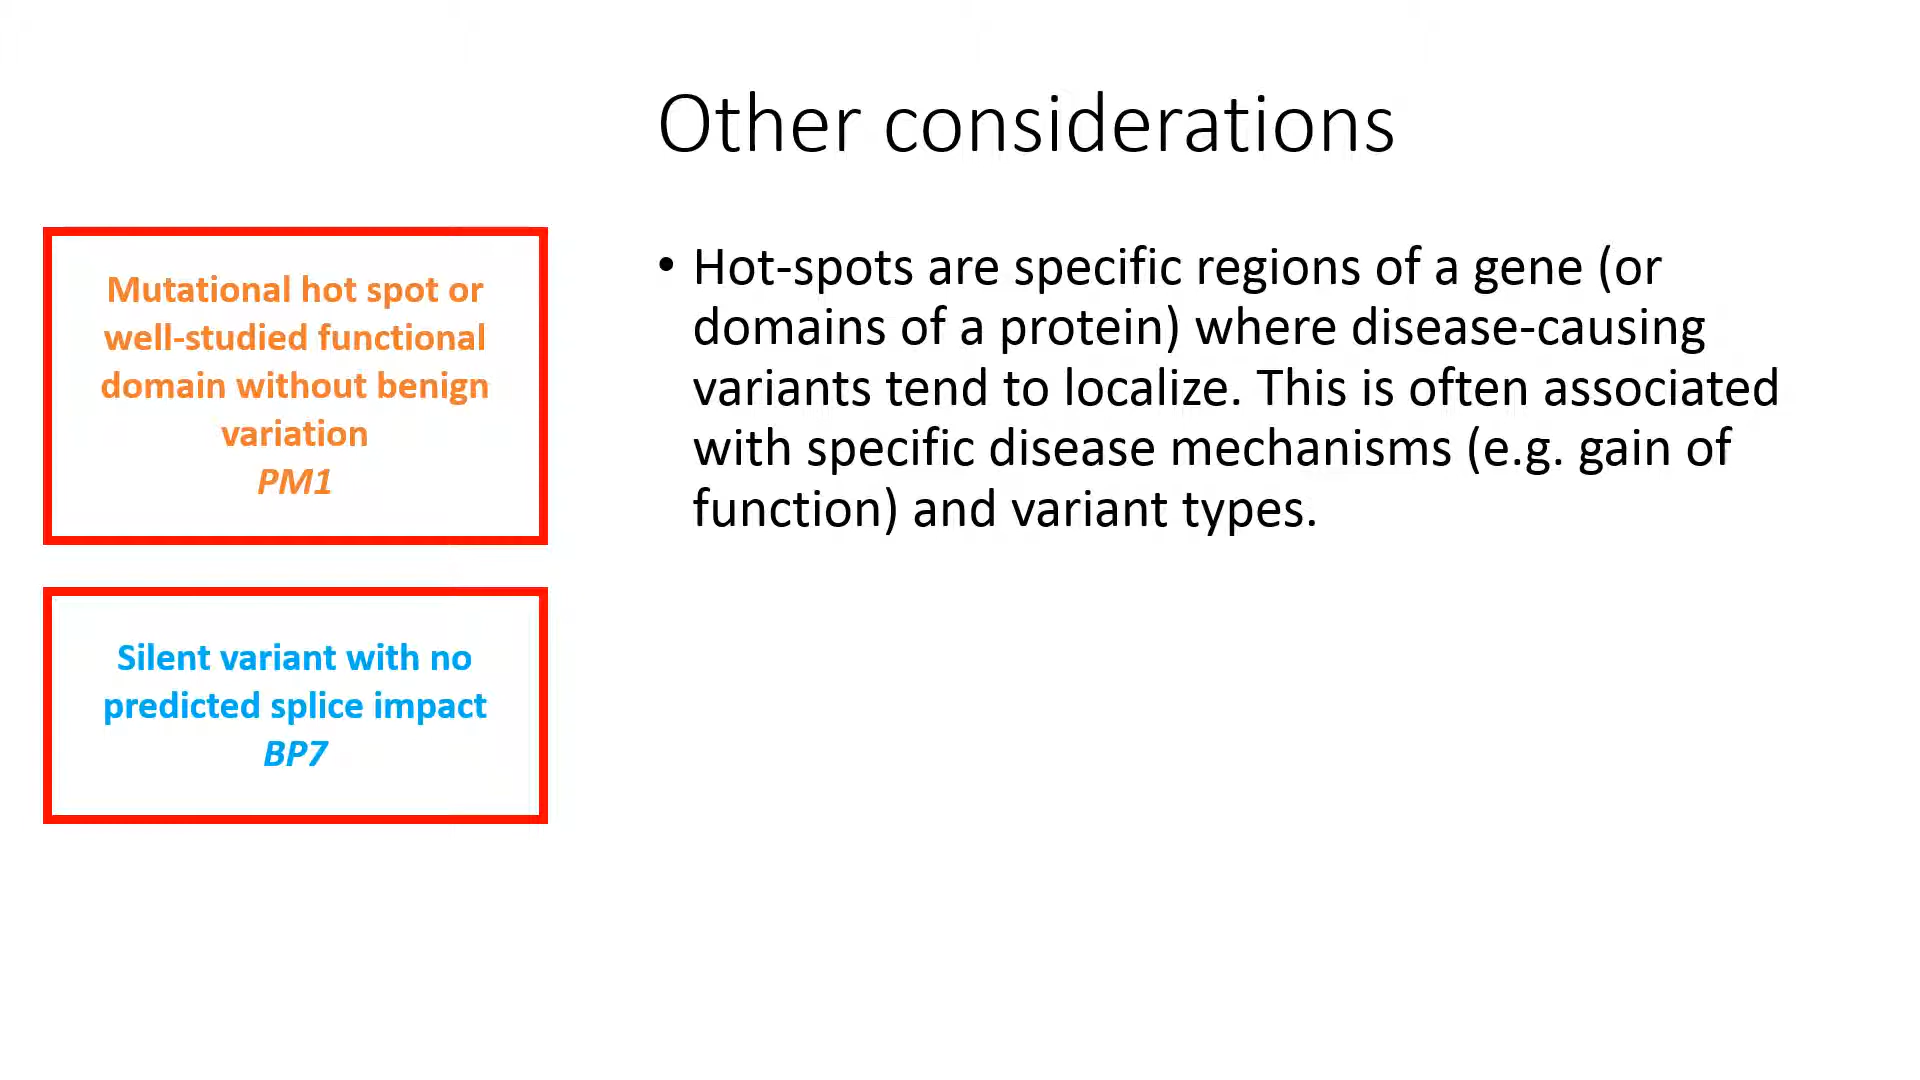 Other considerations
Mutational hot spot or
well-studied functional
domain without benign
variation
PM1
Silent variant with no
predicted splice impact
BP7
• Hot-spots are specific regions of a gene (or
domains of a protein) where disease-causing
variants tend to localize. This is often associated
with specific disease mechanisms (e.g. gain of
function) and variant types.